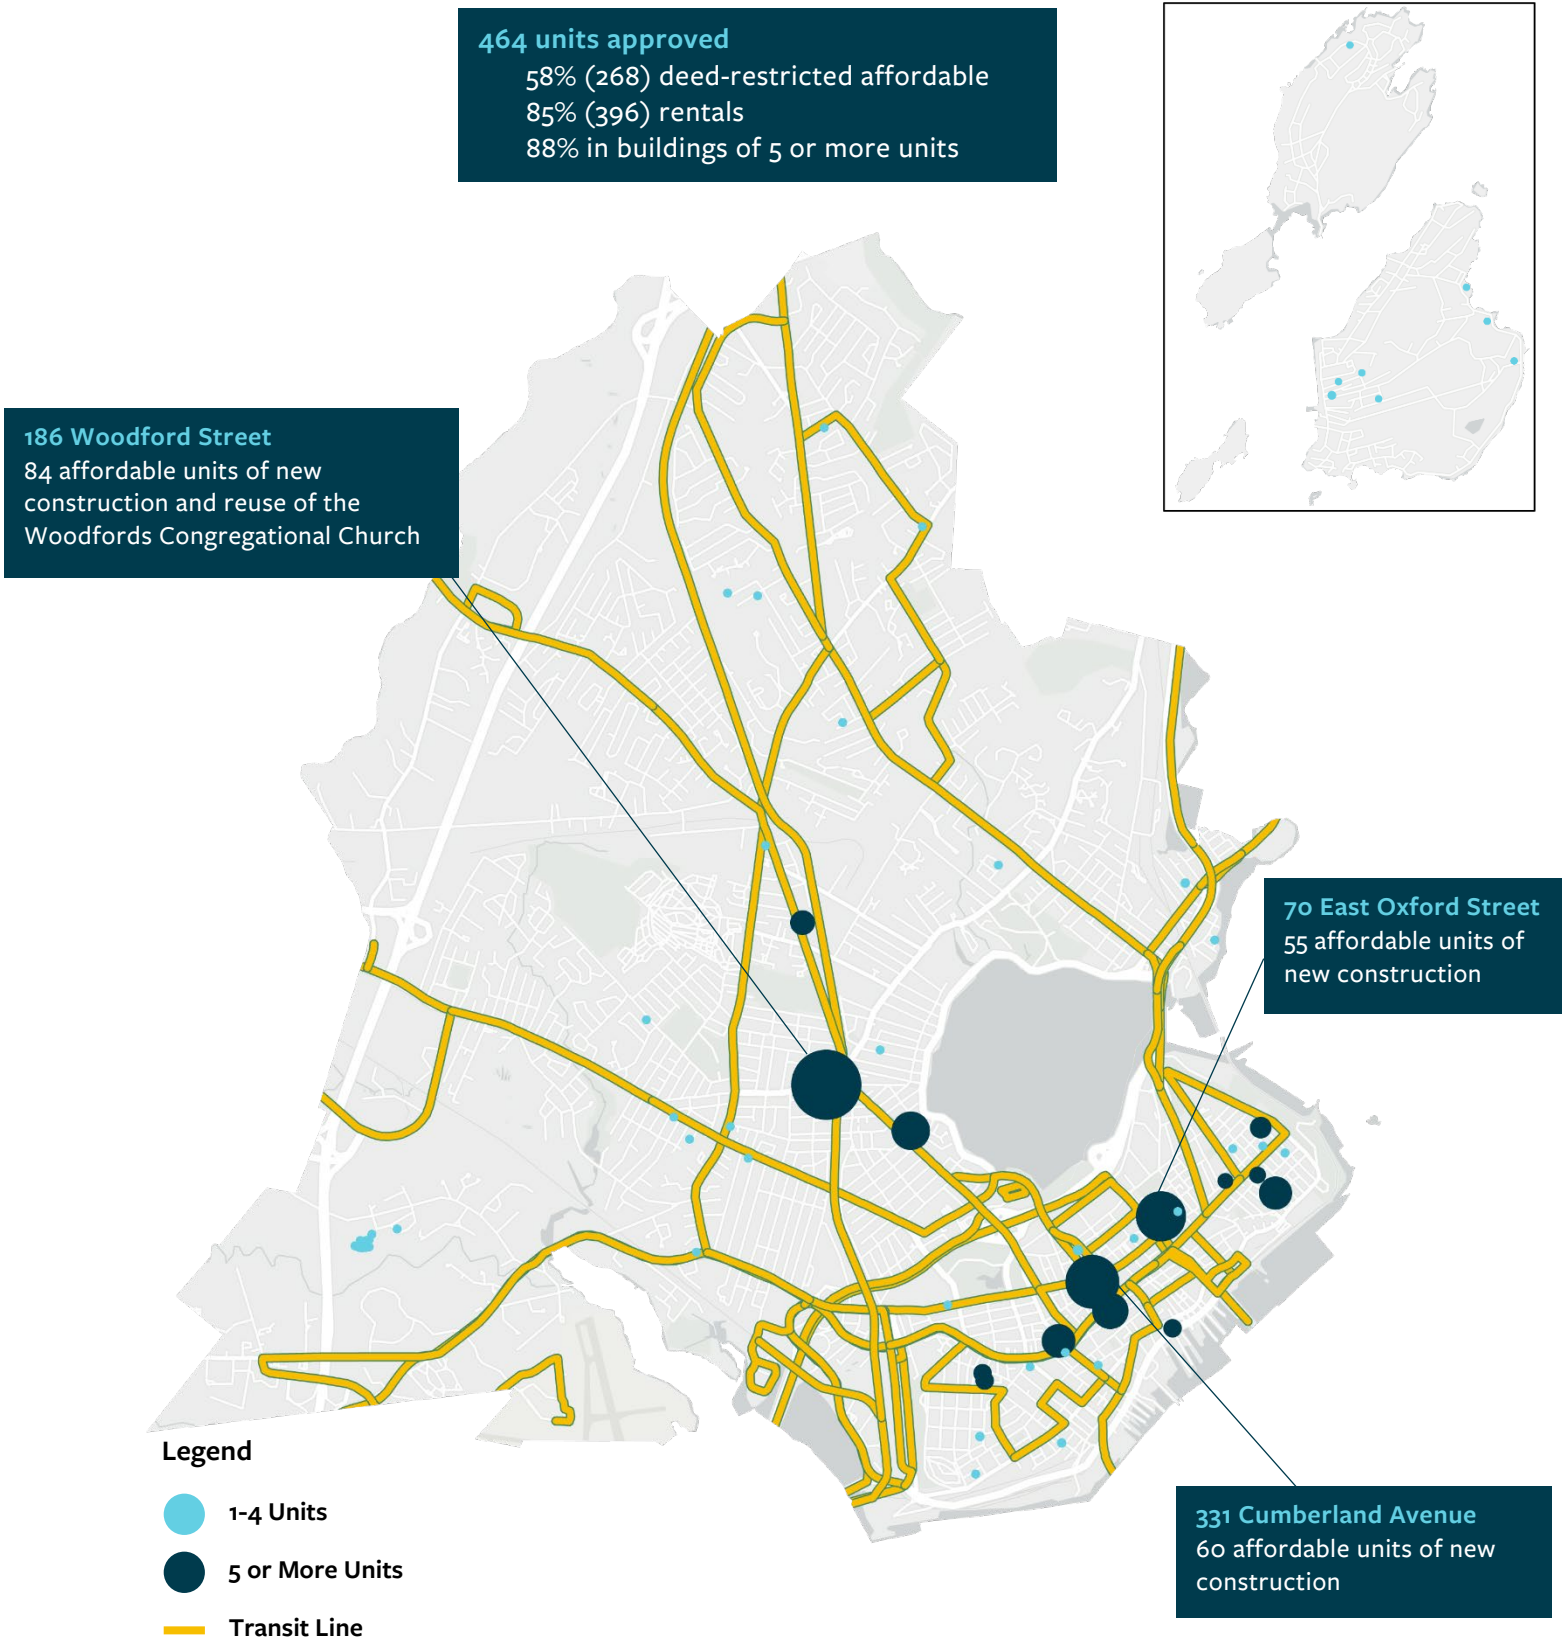 464 units approved
58% (268) deed-restricted affordable
85% (396) rentals
88% in buildings of 5 or more units
186 Woodford Street
84 affordable units of new
construction and reuse of the
Woodfords Congregational Church
70 East Oxford Street
55 affordable units of
new construction
331 Cumberland Avenue
60 affordable units of new
construction
Legend
1-4 Units
5 or More Units
Transit Line